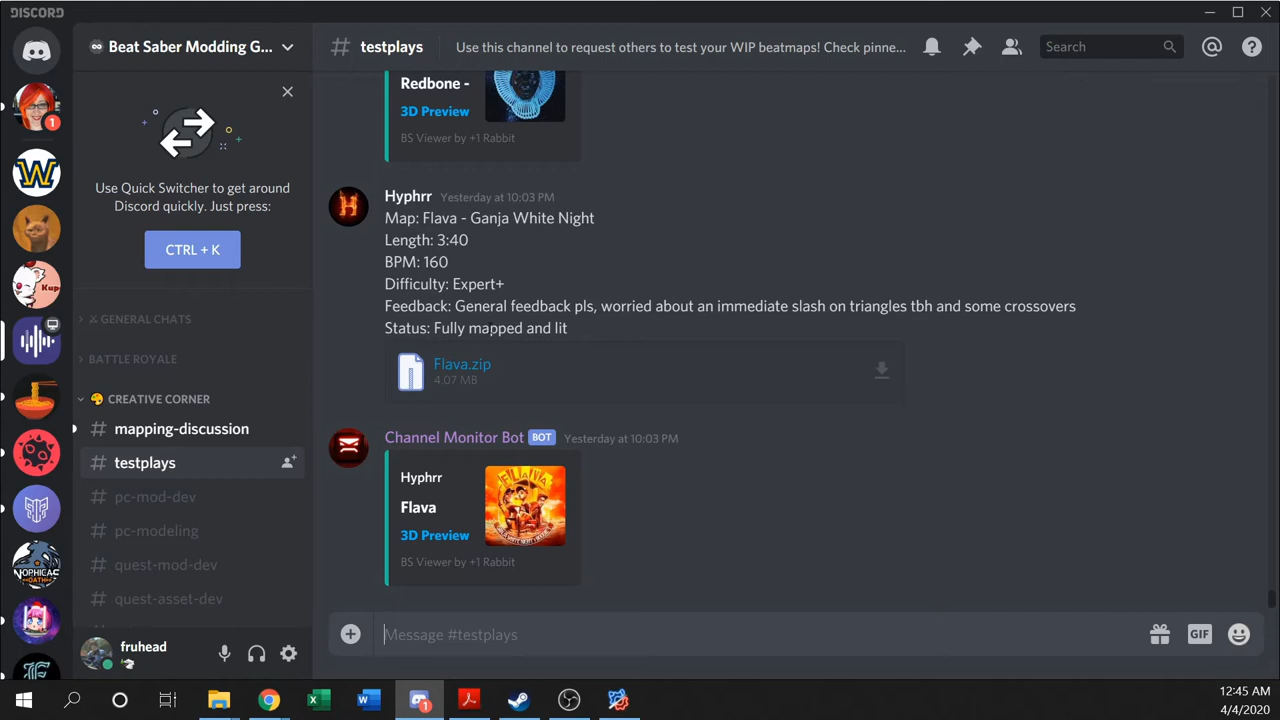 DISCORD
Beat Saber Modding G...
# testplays
Use this channel to request others to test your WIP beatmaps! Check pinne...
Search
Use Quick Switcher to get around
Discord quickly. Just press:
CTRL + K
GENERAL CHATS
BATTLE ROYALE
CREATIVE CORNER
# mapping-discussion
# testplays
# pc-mod-dev
# pc-modeling
# quest-mod-dev
# quest-asset-dev
fruhead
1
W
Kup
NOPHICAS
OATH
Redbone -
3D Preview
BS Viewer by +1 Rabbit
H
Hyphrr Yesterday at 10:03 PM
Map: Flava - Ganja White Night
Length: 3:40
BPM: 160
Difficulty: Expert+
Feedback: General feedback pls, worried about an immediate slash on triangles tbh and some crossovers
Status: Fully mapped and lit
Flava.zip
4.07 MB
Channel Monitor Bot BOT Yesterday at 10:03 PM
Hyphrr
Flava
3D Preview
BS Viewer by +1 Rabbit
FLAVA
Message #testplays
GIF
1
12:45 AM
4/4/2020